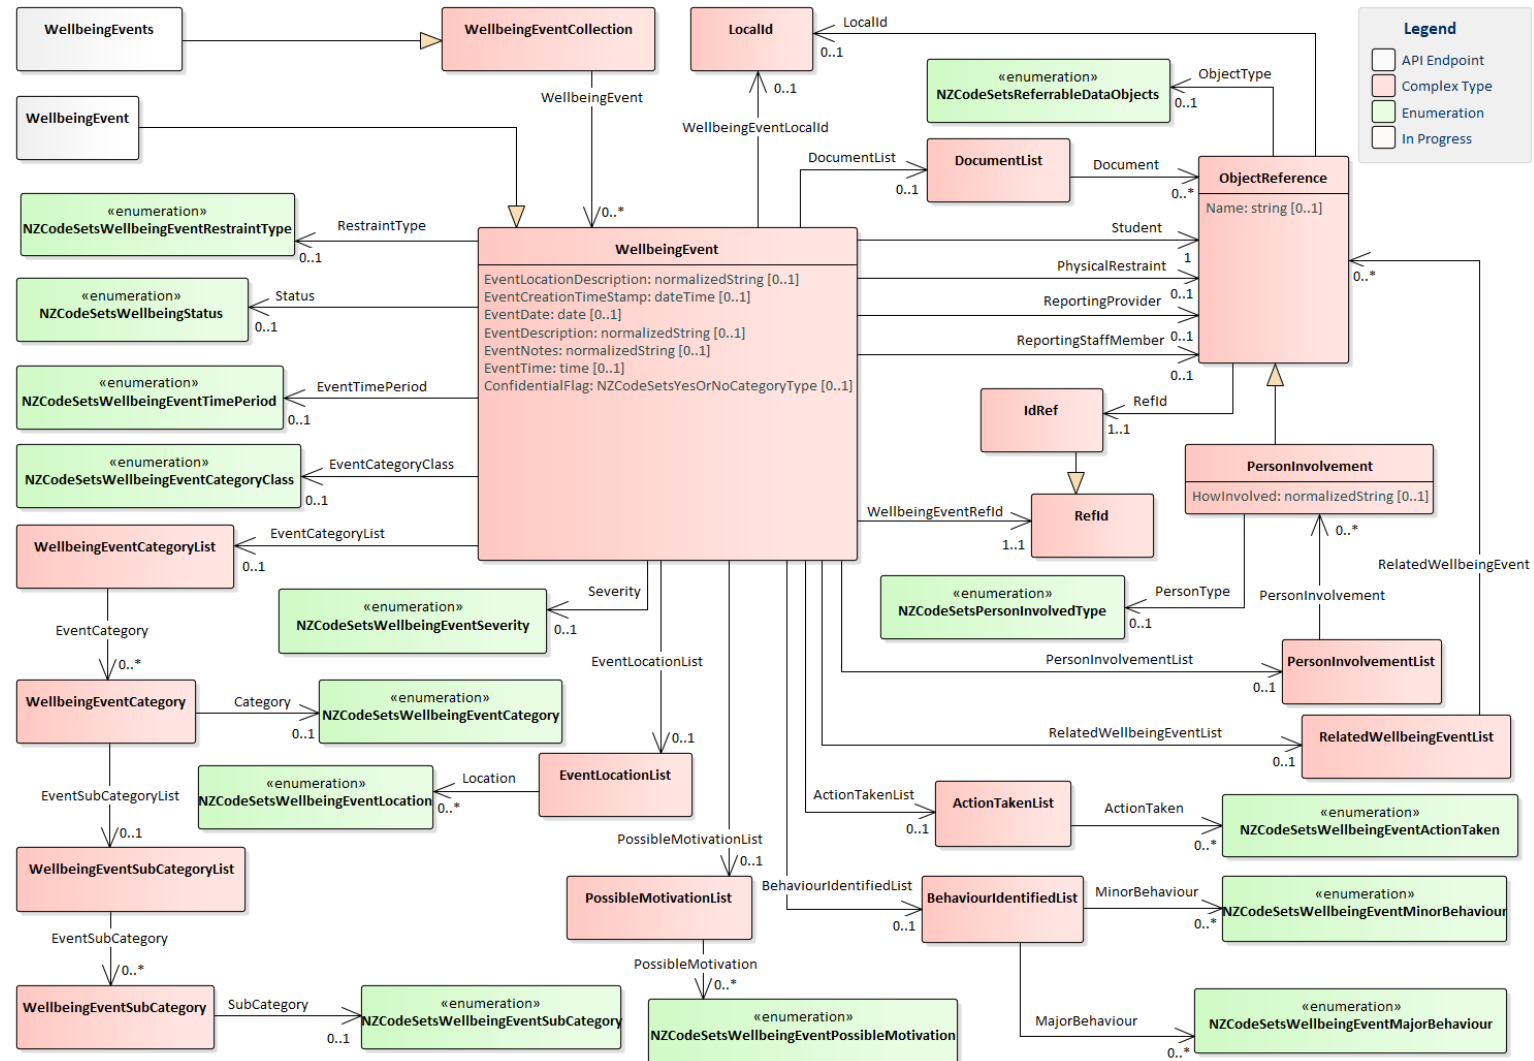 WellbeingEvents
WellbeingEventCollection
LocalId
LocalId
0..1
Legend
API Endpoint
Complex Type
Enumeration
In Progress
WellbeingEvent
WellbeingEvent
0..1
WellbeingEventLocalId
«enumeration»
NZCodeSetsReferrableDataObjects
ObjectType
0..1
DocumentList
0..1
DocumentList
Document
0..*
ObjectReference
Name: string [0..1]
«enumeration»
NZCodeSetsWellbeingEventRestraintType
RestraintType
0..1
0..*
WellbeingEvent
EventLocationDescription: normalizedString [0..1]
EventCreationTimeStamp: dateTime [0..1]
EventDate: date [0..1]
EventDescription: normalizedString [0..1]
EventNotes: normalizedString [0..1]
EventTime: time [0..1]
ConfidentialFlag: NZCodeSetsYesOrNoCategoryType [0..1]
Student
1
PhysicalRestraint
0..1
ReportingProvider
0..1
ReportingStaffMember
0..1
0..*
«enumeration»
NZCodeSetsWellbeingStatus
Status
0..1
«enumeration»
NZCodeSetsWellbeingEventTimePeriod
EventTimePeriod
0..1
IdRef
RefId
1..1
«enumeration»
NZCodeSetsWellbeingEventCategoryClass
EventCategoryClass
0..1
PersonInvolvement
HowInvolved: normalizedString [0..1]
WellbeingEventRefId
1..1
RefId
0..*
WellbeingEventCategoryList
EventCategoryList
0..1
RelatedWellbeingEvent
«enumeration»
NZCodeSetsWellbeingEventSeverity
Severity
0..1
«enumeration»
NZCodeSetsPersonInvolvedType
PersonType
0..1
PersonInvolvement
EventCategory
0..*
EventLocationList
0..1
PersonInvolvementList
0..1
PersonInvolvementList
WellbeingEventCategory
Category
0..1
«enumeration»
NZCodeSetsWellbeingEventCategory
RelatedWellbeingEventList
0..1
RelatedWellbeingEventList
EventSubCategoryList
0..1
«enumeration»
NZCodeSetsWellbeingEventLocation
Location
0..*
EventLocationList
ActionTakenList
0..1
ActionTakenList
ActionTaken
0..*
«enumeration»
NZCodeSetsWellbeingEventActionTaken
PossibleMotivationList
0..1
WellbeingEventSubCategoryList
PossibleMotivationList
BehaviourIdentifiedList
0..1
BehaviourIdentifiedList
MinorBehaviour
0..*
«enumeration»
NZCodeSetsWellbeingEventMinorBehaviour
EventSubCategory
0..*
PossibleMotivation
0..*
WellbeingEventSubCategory
SubCategory
0..1
«enumeration»
NZCodeSetsWellbeingEventSubCategory
«enumeration»
NZCodeSetsWellbeingEventPossibleMotivation
MajorBehaviour
0..*
«enumeration»
NZCodeSetsWellbeingEventMajorBehaviour